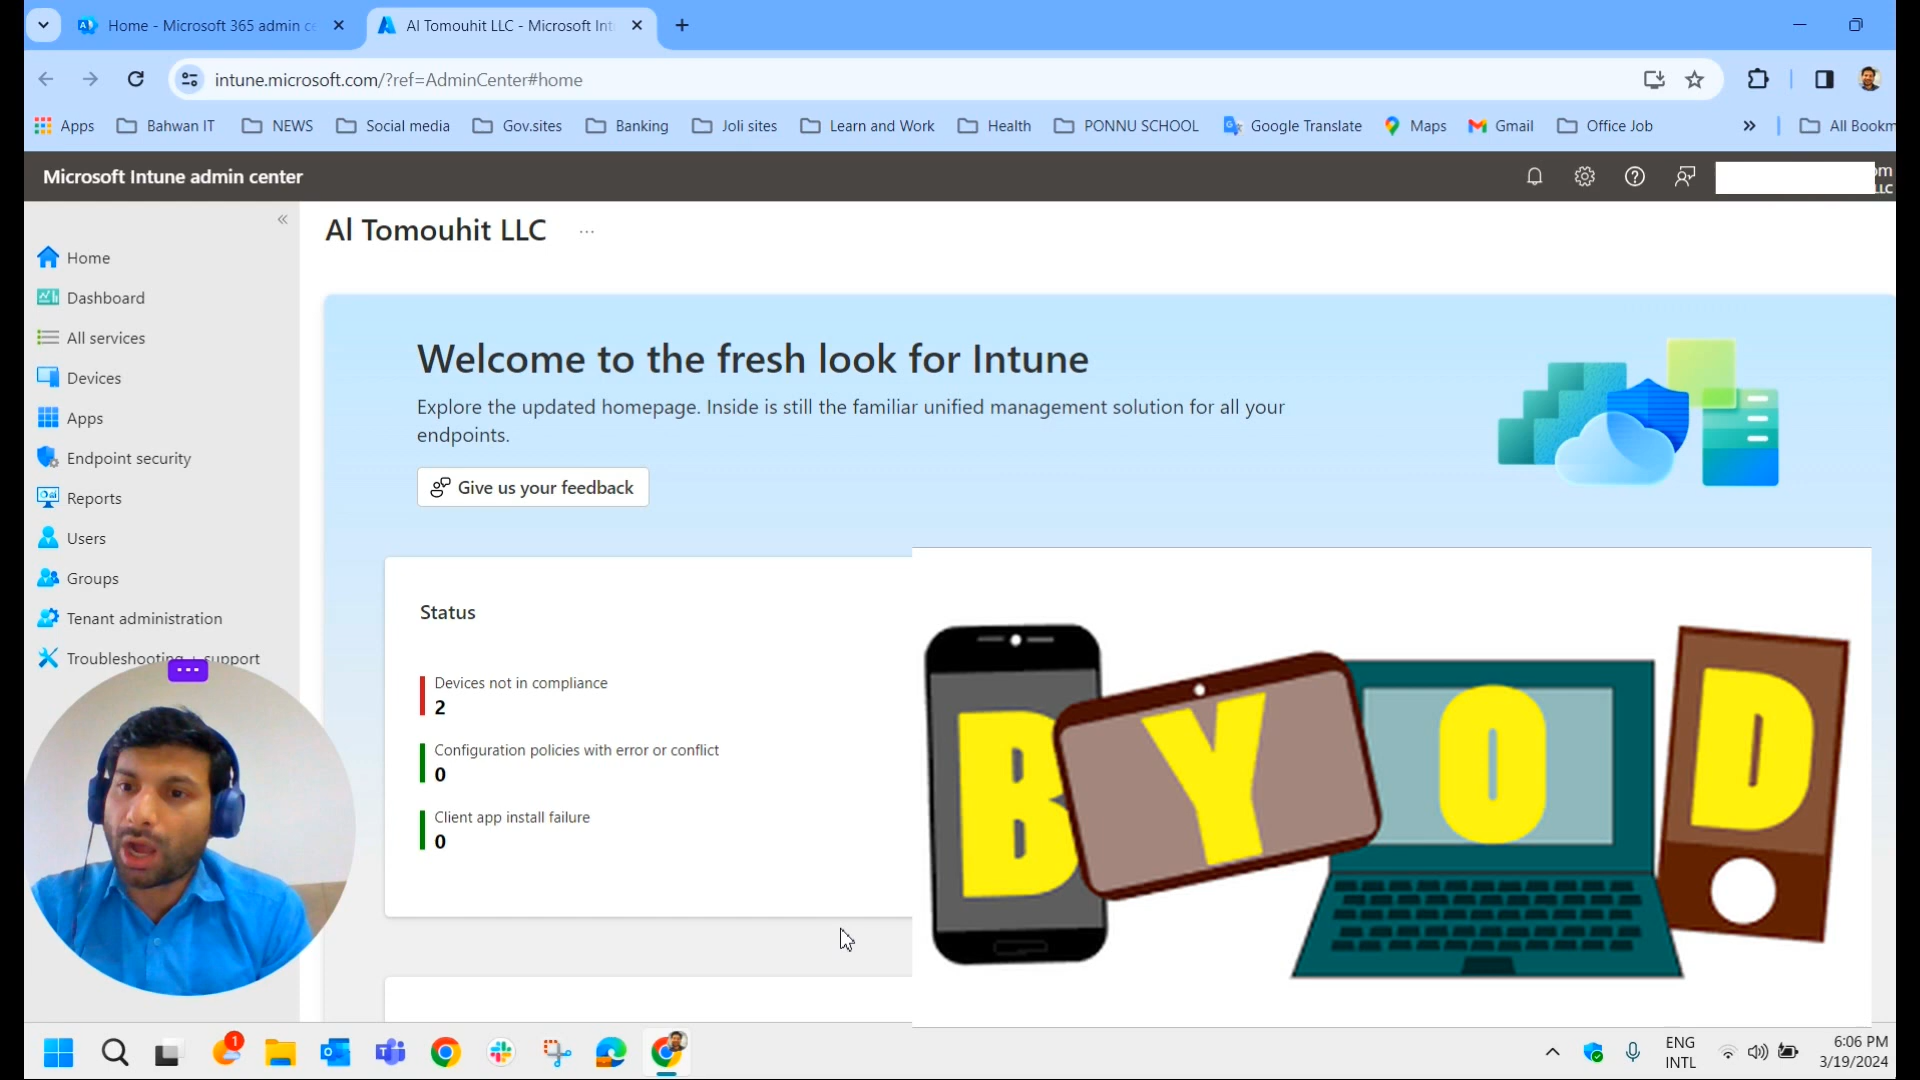 Home - Microsoft 365 admin ce
Al Tomouhit LLC - Microsoft Int
intune.microsoft.com/?ref=AdminCenter#home
Apps
Bahwan IT
NEWS
Social media
Gov.sites
Banking
Joli sites
Learn and Work
Health
PONNU SCHOOL
Google Translate
Maps
Gmail
Office Job
All Bookm
Microsoft Intune admin center
om
LLC
Al Tomouhit LLC
Home
Dashboard
All services
Devices
Apps
Endpoint security
Reports
Users
Groups
Tenant administration
Troubleshooting + support
Welcome to the fresh look for Intune
Explore the updated homepage. Inside is still the familiar unified management solution for all your
endpoints.
Give us your feedback
Status
Devices not in compliance
2
Configuration policies with error or conflict
0
Client app install failure
0
BYOD
1
ENG
INTL
6:06 PM
3/19/2024